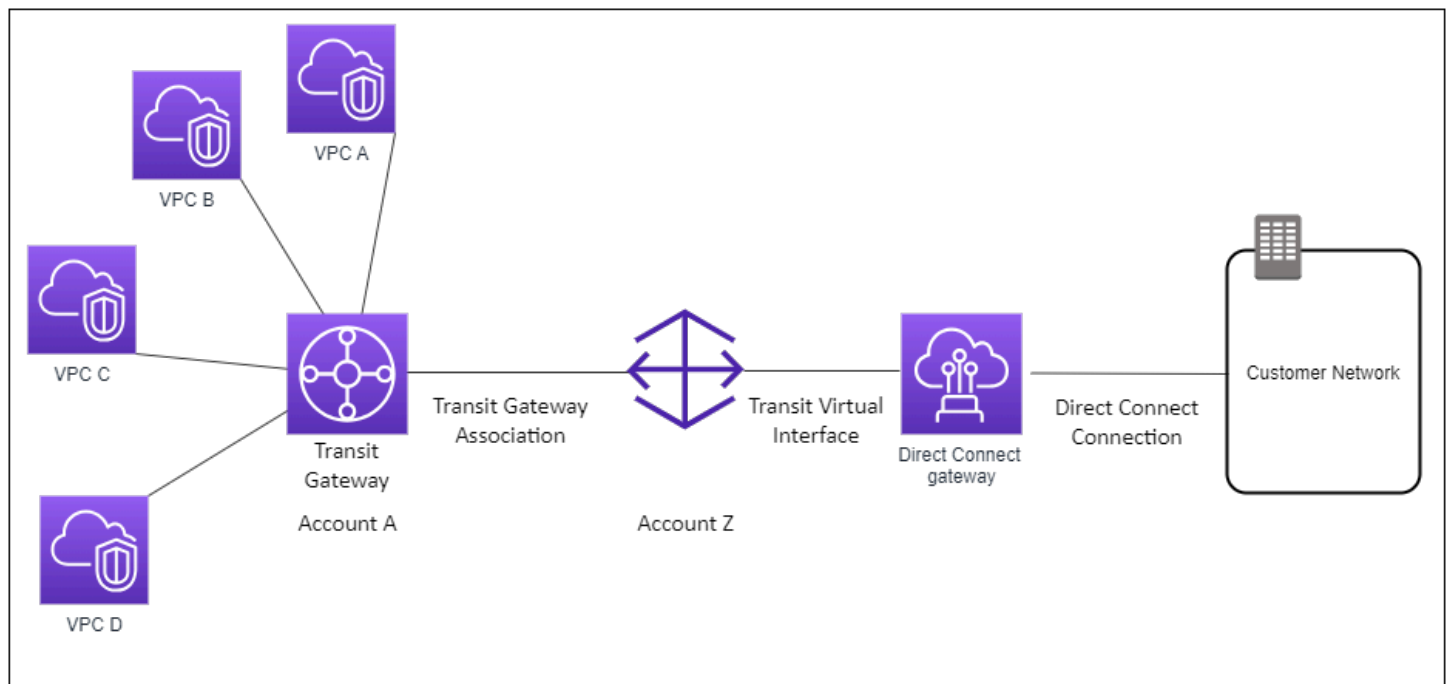 VPC A
VPC B
VPC C
VPC D
Transit
Gateway
Account A
Transit Gateway
Association
Account Z
Transit Virtual
Interface
Direct Connect
gateway
Direct Connect
Connection
Customer Network